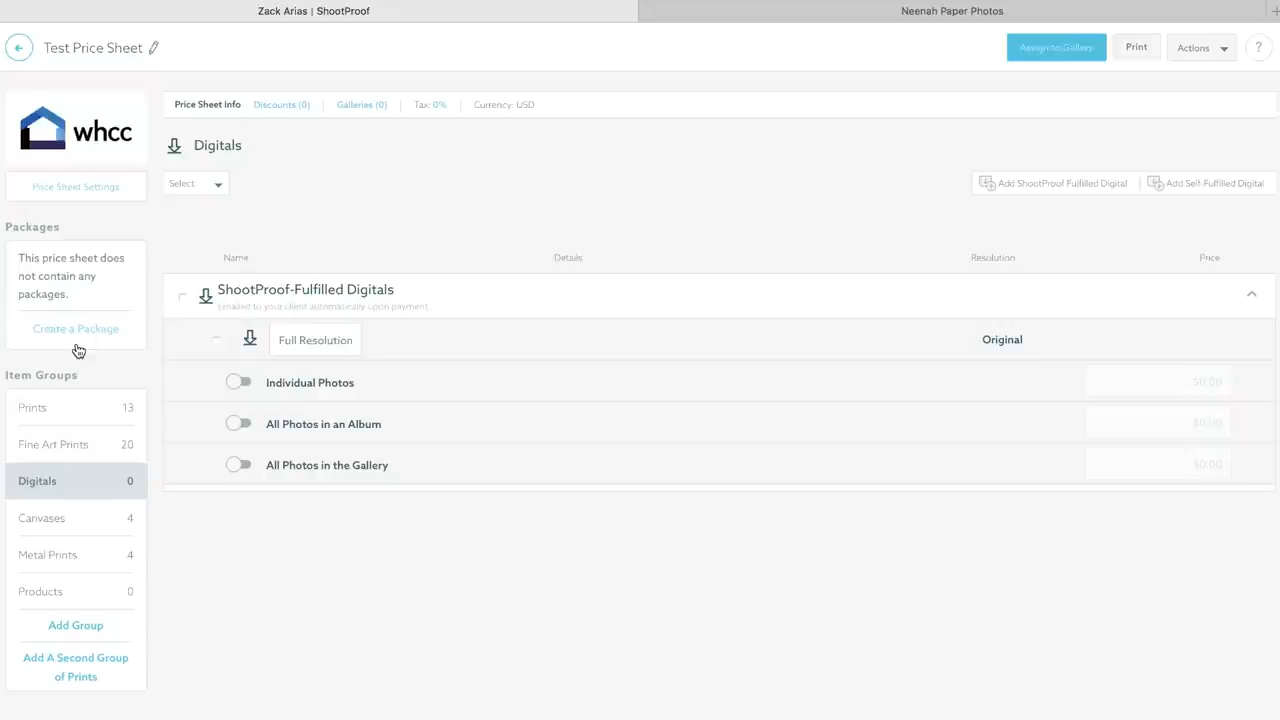 Zack Arias | ShootProof
Neenah Paper Photos
Test Price Sheet
Assign to Gallery
Print
Actions
?
whcc
Price Sheet Info
Discounts (0)
Galleries (0)
Tax: 0%
Currency: USD
Digitals
Price Sheet Settings
Select
Add ShootProof Fulfilled Digital
Add Self-Fulfilled Digital
Packages
This price sheet does
not contain any
packages.
Create a Package
Name
Details
Resolution
Price
ShootProof-Fulfilled Digitals
Emailed to your client automatically upon payment
Full Resolution
Original
Individual Photos
$0.00
All Photos in an Album
$0.00
All Photos in the Gallery
$0.00
Item Groups
Prints 13
Fine Art Prints 20
Digitals 0
Canvases 4
Metal Prints 4
Products 0
Add Group
Add A Second Group
of Prints